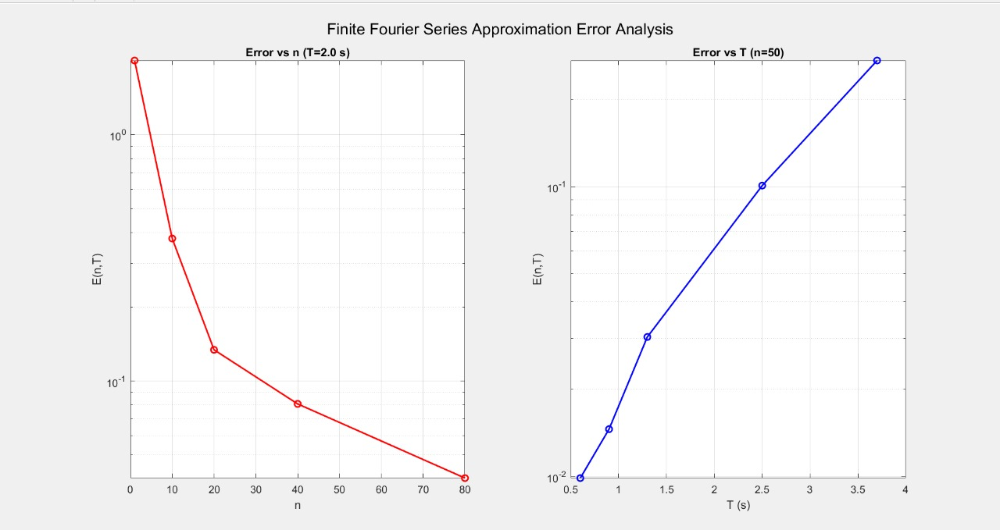 Finite Fourier Series Approximation Error Analysis
Error vs n (T=2.0 s)
10^0
10^-1
E(n,T)
0 10 20 30 40 50 60 70 80
n
Error vs T (n=50)
10^-1
10^-2
E(n,T)
0.5 1 1.5 2 2.5 3 3.5 4
T (s)